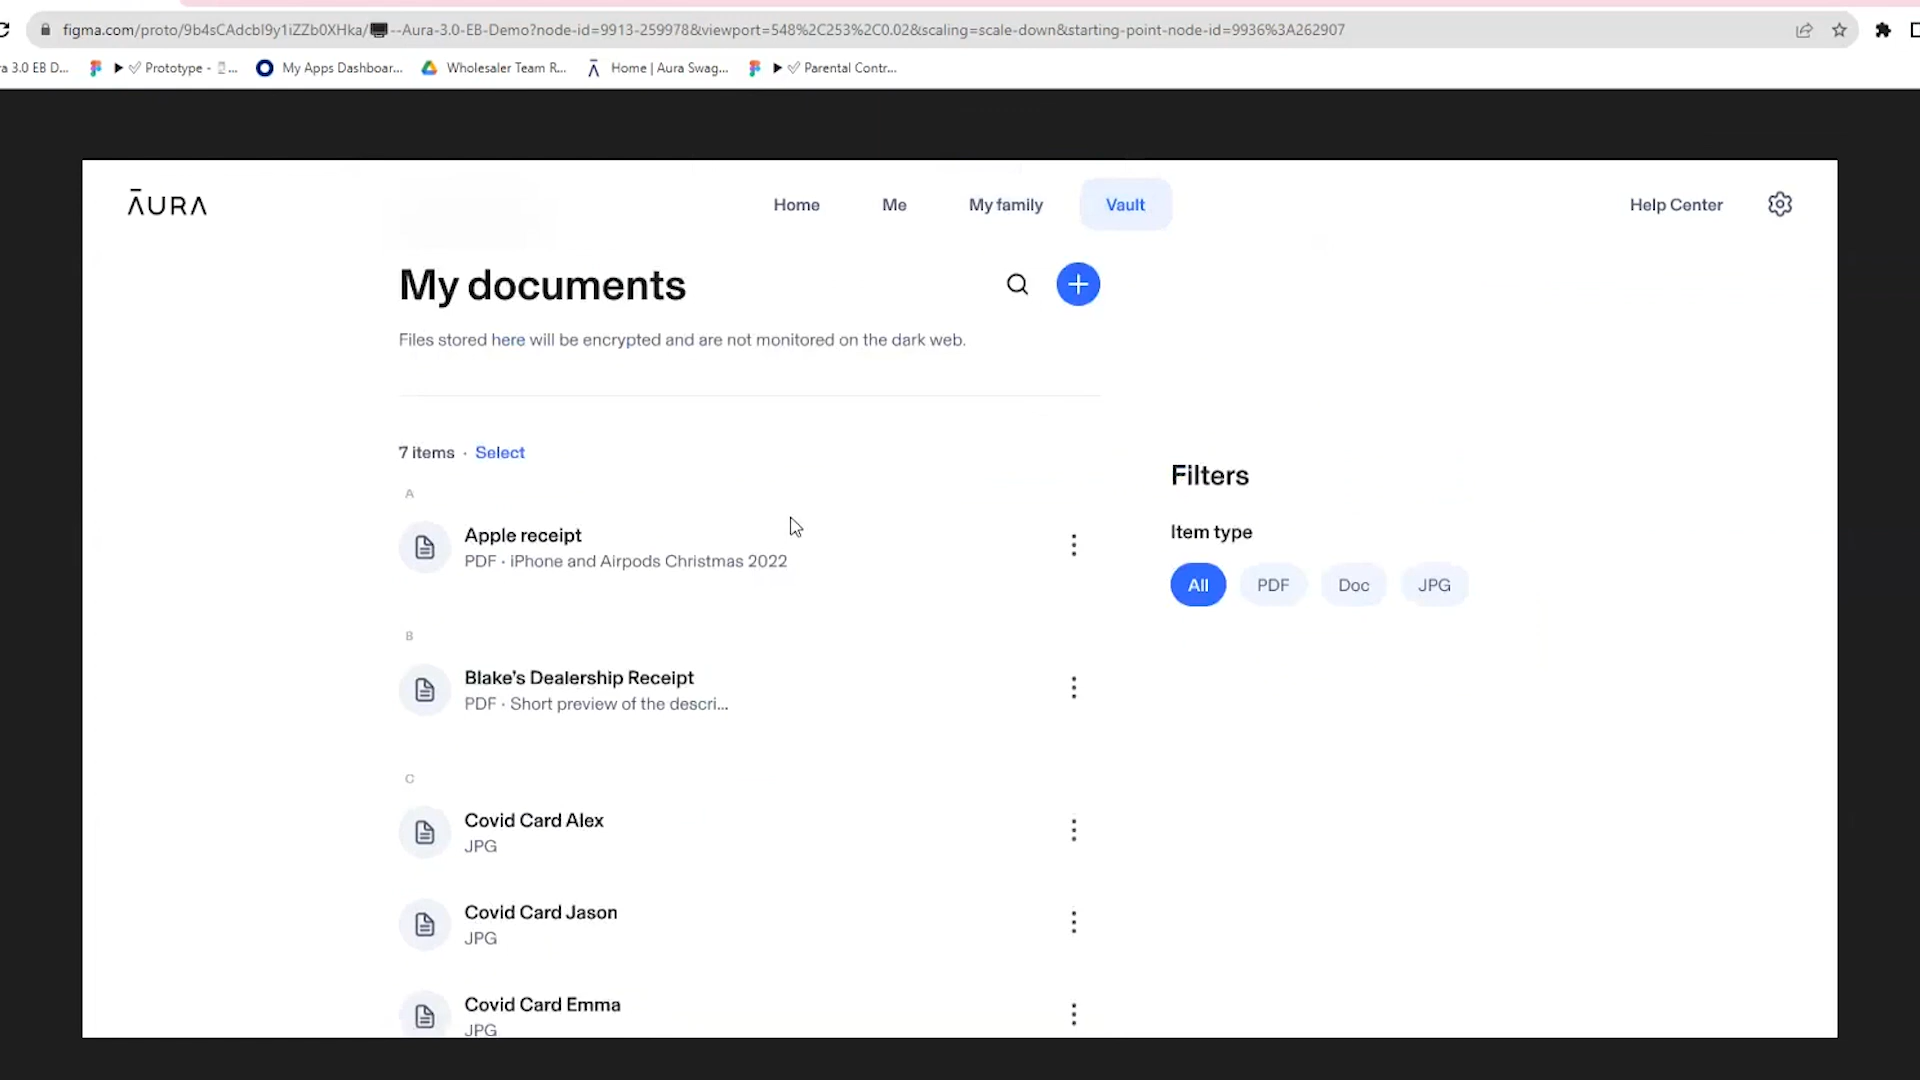 figma.com/proto/9b4sCAdcbI9y1iZZb0XHka/🖥--Aura-3.0-EB-Demo?node-id=9913-259978&viewport=548%2C253%2C0.02&scaling=scale-down&starting-point-node-id=9936%3A262907
a 3.0 EB D... Prototype - ... My Apps Dashboar... Wholesaler Team R... Home | Aura Swag... Parental Contr...
ĀURA Home Me My family Vault Help Center
My documents
Files stored here will be encrypted and are not monitored on the dark web.
7 items · Select
Filters
A
Item type
Apple receipt
PDF · iPhone and Airpods Christmas 2022
All PDF Doc JPG
B
Blake's Dealership Receipt
PDF · Short preview of the descri...
C
Covid Card Alex
JPG
Covid Card Jason
JPG
Covid Card Emma
JPG